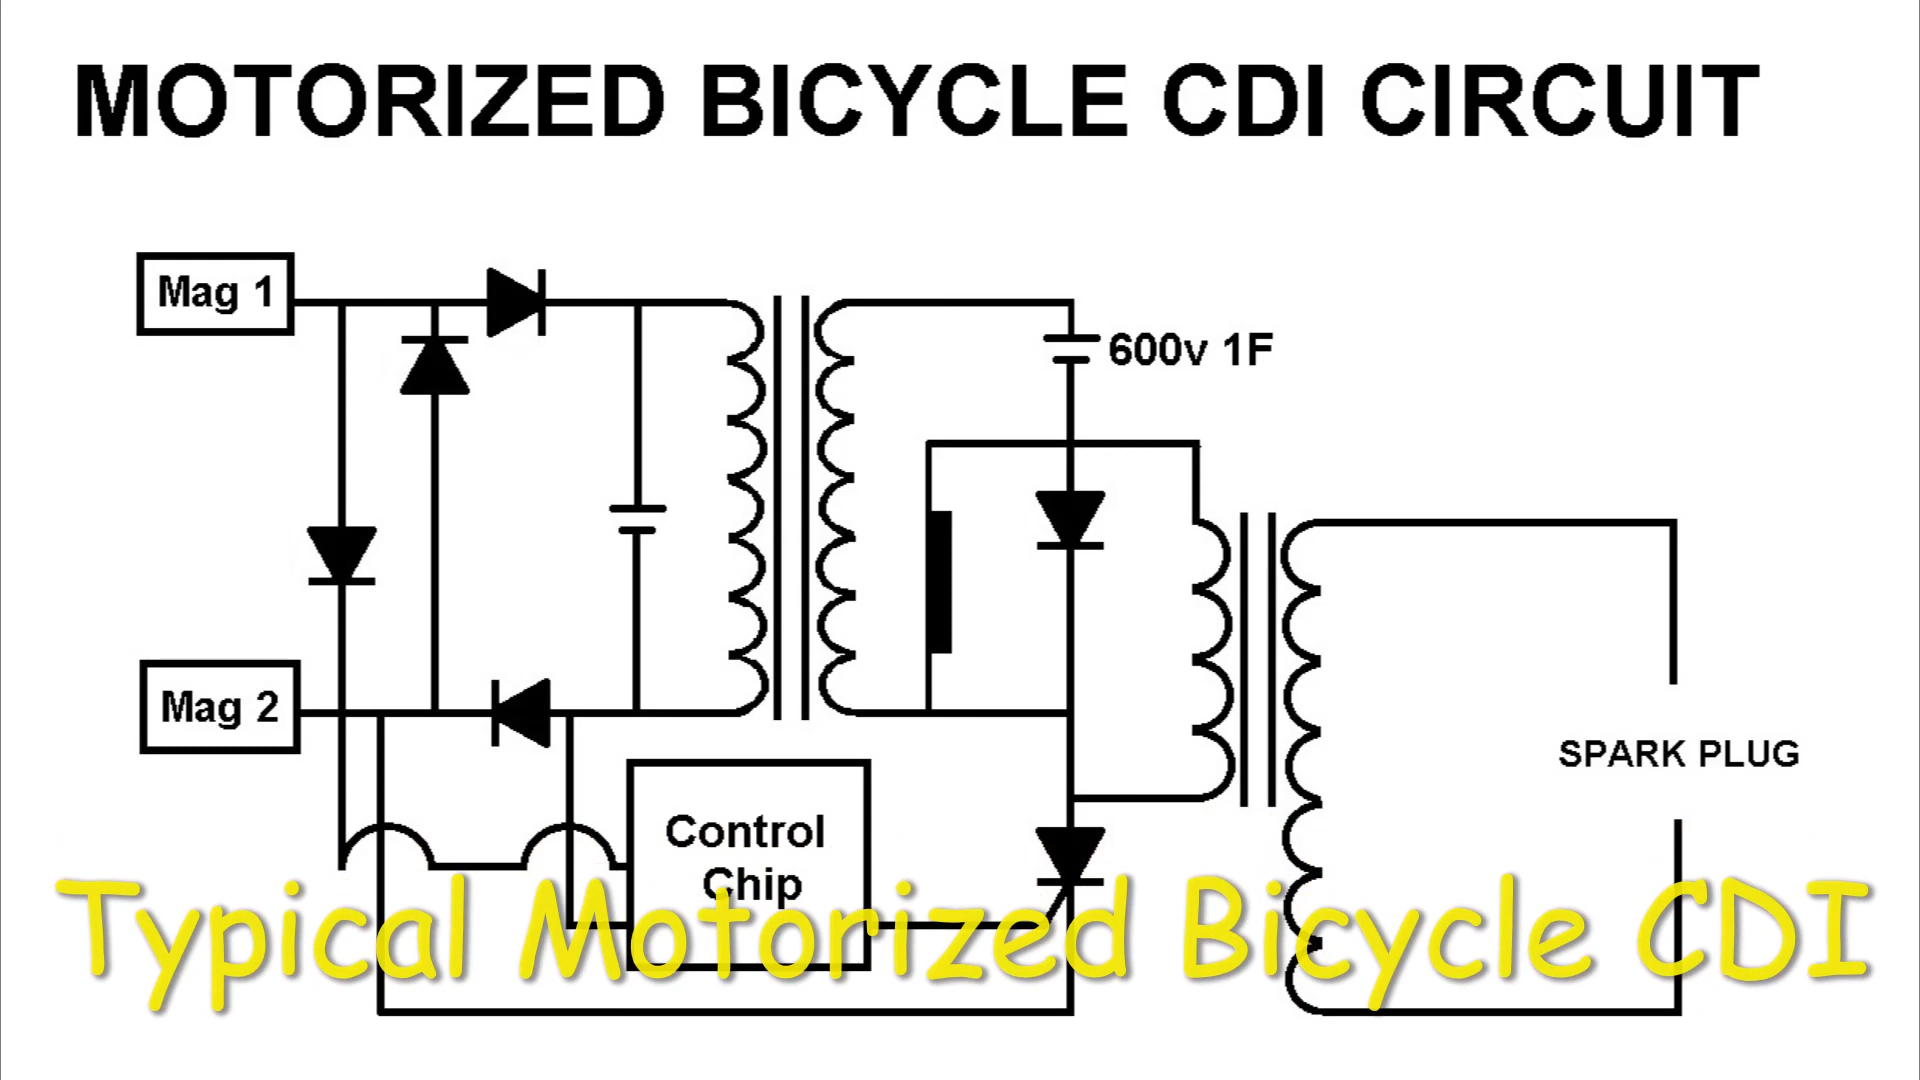 MOTORIZED BICYCLE CDI CIRCUIT
Mag 1
600v 1F
Mag 2
SPARK PLUG
Control
Chip
Typical Motorized Bicycle CDI